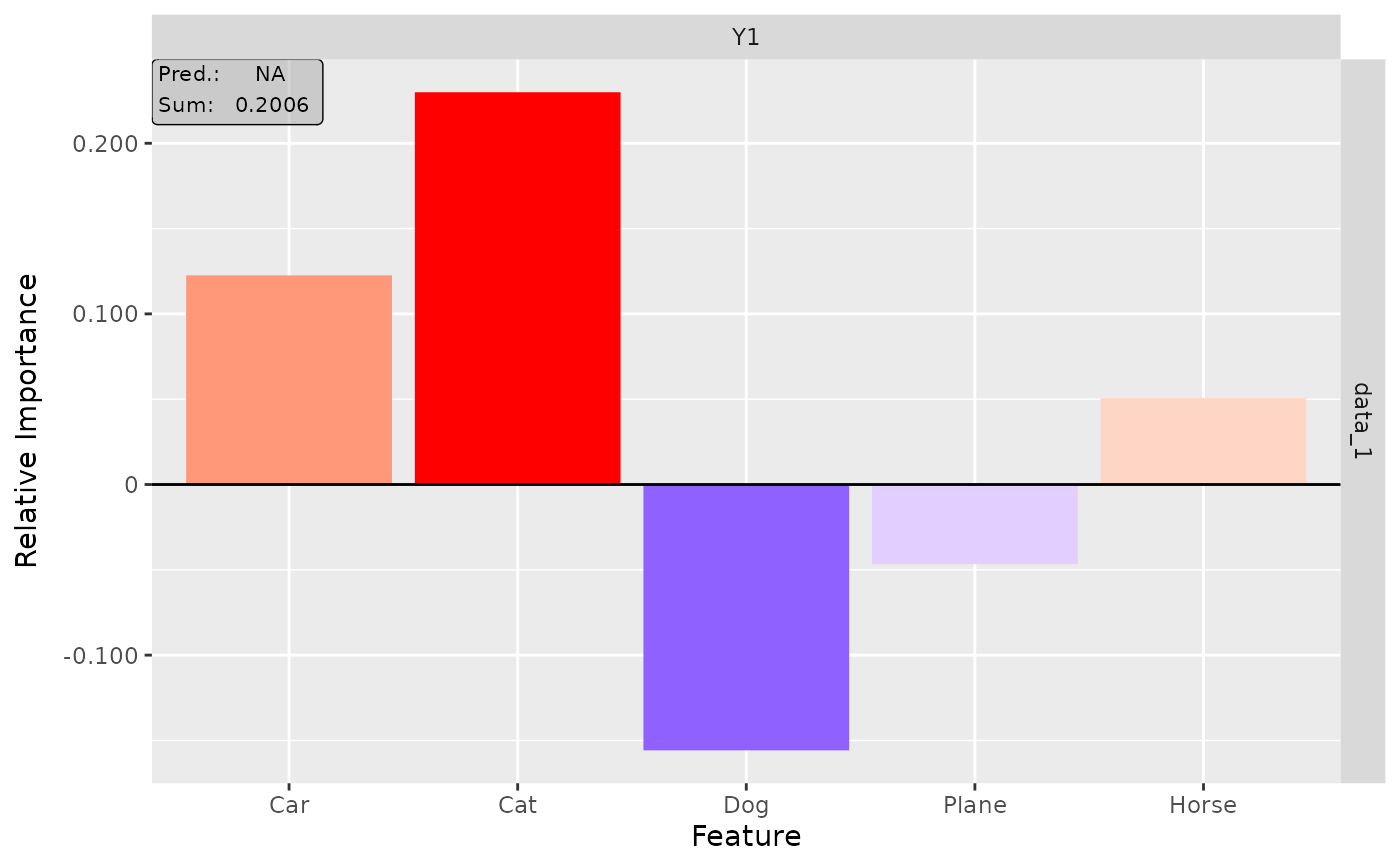 Y1
Pred.: NA
Sum: 0.2006
0.200
0.100
0
-0.100
Relative Importance
data_1
Car Cat Dog Plane Horse
Feature